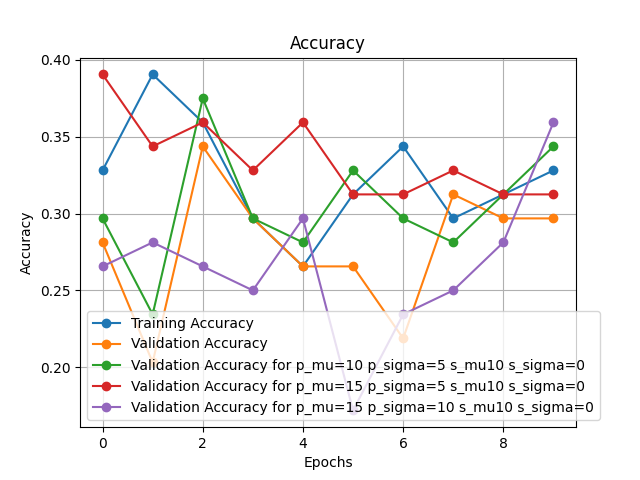 Accuracy
0.40
0.35
0.30
0.25
0.20
Accuracy
Training Accuracy
Validation Accuracy
Validation Accuracy for p_mu=10 p_sigma=5 s_mu10 s_sigma=0
Validation Accuracy for p_mu=15 p_sigma=5 s_mu10 s_sigma=0
Validation Accuracy for p_mu=15 p_sigma=10 s_mu10 s_sigma=0
0 2 4 6 8
Epochs